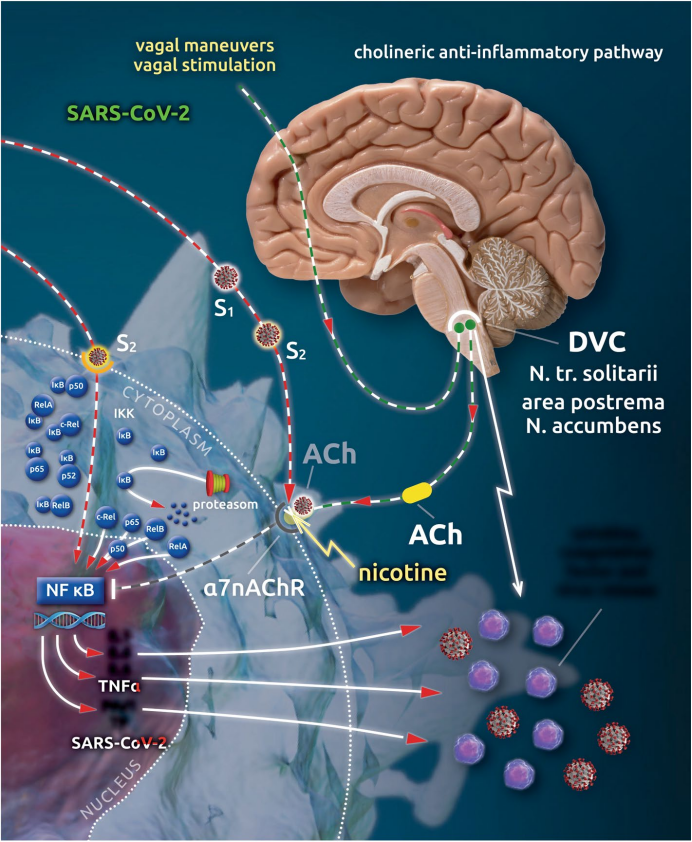 vagal maneuvers
vagal stimulation
cholineric anti-inflammatory pathway
SARS-CoV-2
S1
S2
S2
DVC
N. tr. solitarii
area postrema
N. accumbens
CYTOPLASM
IκB
p50
RelA
IκB
c-Rel
IκB
IKK
IκB
IκB
IκB
p65
p52
IκB
IκB
RelB
proteasom
c-Rel
p65
RelB
p50
RelA
ACh
ACh
nicotine
α7nAChR
NF κB
TNFα
SARS-CoV-2
NUCLEUS